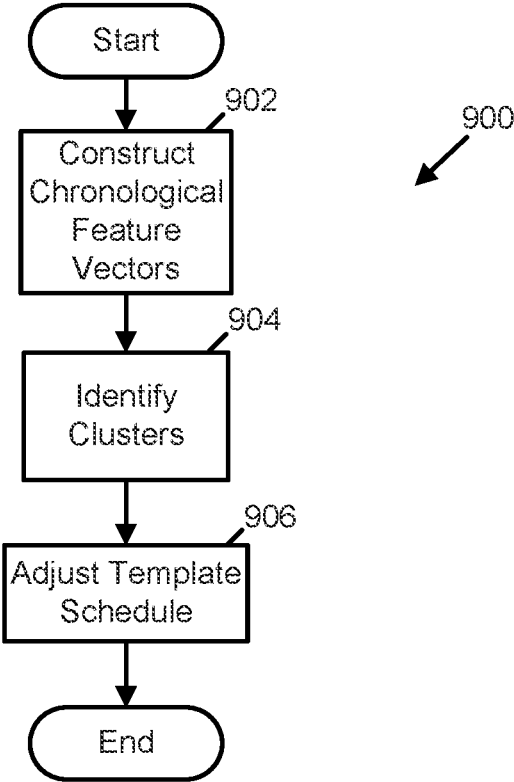 Start
902
900
Construct
Chronological
Feature
Vectors
904
Identify
Clusters
906
Adjust Template
Schedule
End